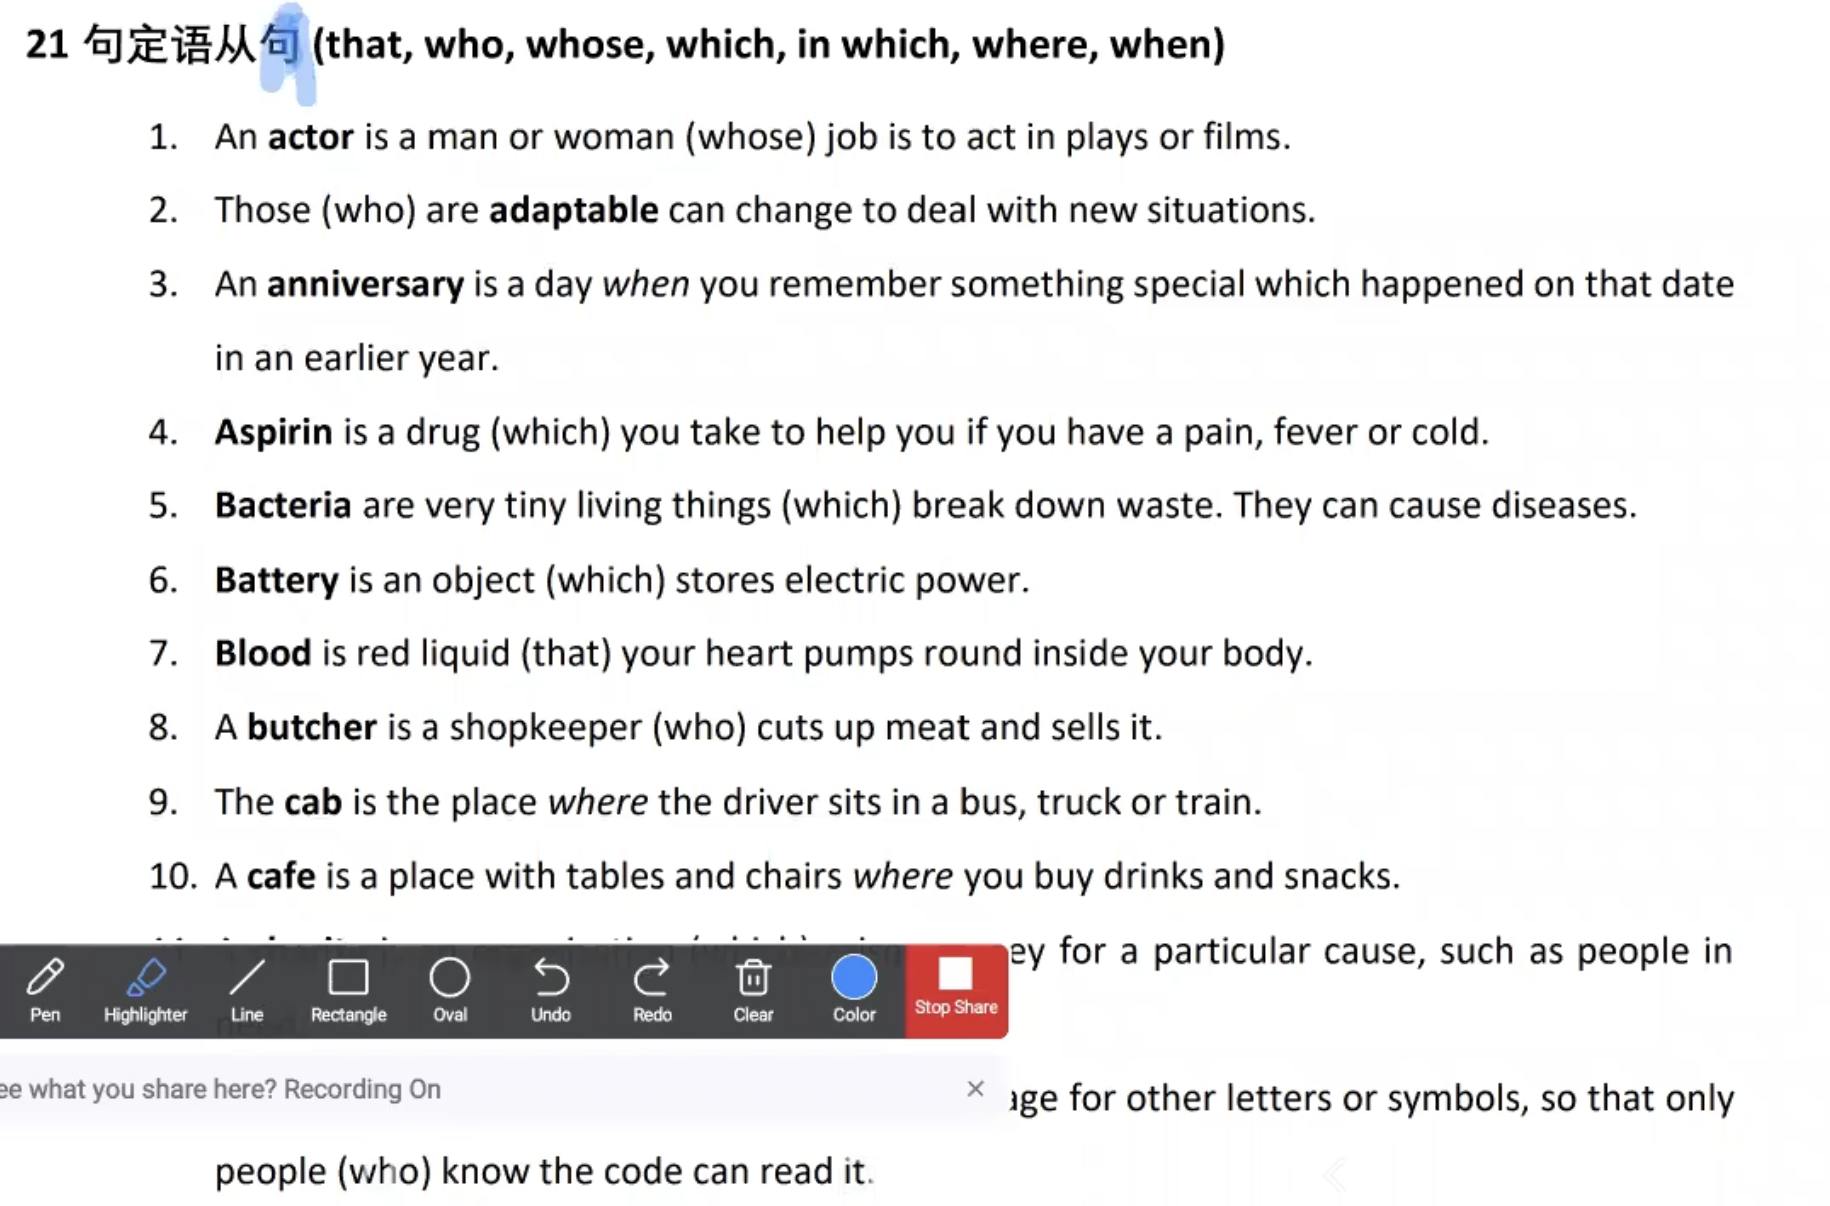 21 句定语从句 (that, who, whose, which, in which, where, when)
1. An actor is a man or woman (whose) job is to act in plays or films.
2. Those (who) are adaptable can change to deal with new situations.
3. An anniversary is a day when you remember something special which happened on that date
in an earlier year.
4. Aspirin is a drug (which) you take to help you if you have a pain, fever or cold.
5. Bacteria are very tiny living things (which) break down waste. They can cause diseases.
6. Battery is an object (which) stores electric power.
7. Blood is red liquid (that) your heart pumps round inside your body.
8. A butcher is a shopkeeper (who) cuts up meat and sells it.
9. The cab is the place where the driver sits in a bus, truck or train.
10. A cafe is a place with tables and chairs where you buy drinks and snacks.
for a particular cause, such as people in
Pen Highlighter Line Rectangle Oval Undo Redo Clear Color Stop Share
what you share here? Recording On
for other letters or symbols, so that only
people (who) know the code can read it.